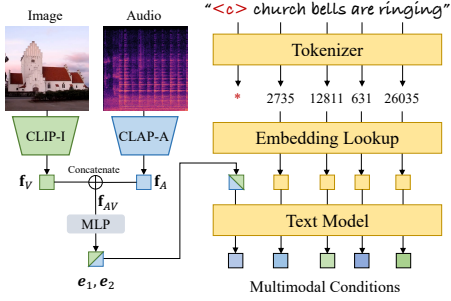 Image
Audio
"<c> church bells are ringing"
Tokenizer
* 2735 12811 631 26035
CLIP-I
CLAP-A
Embedding Lookup
f_V
Concatenate
f_A
f_AV
MLP
Text Model
e_1, e_2
Multimodal Conditions